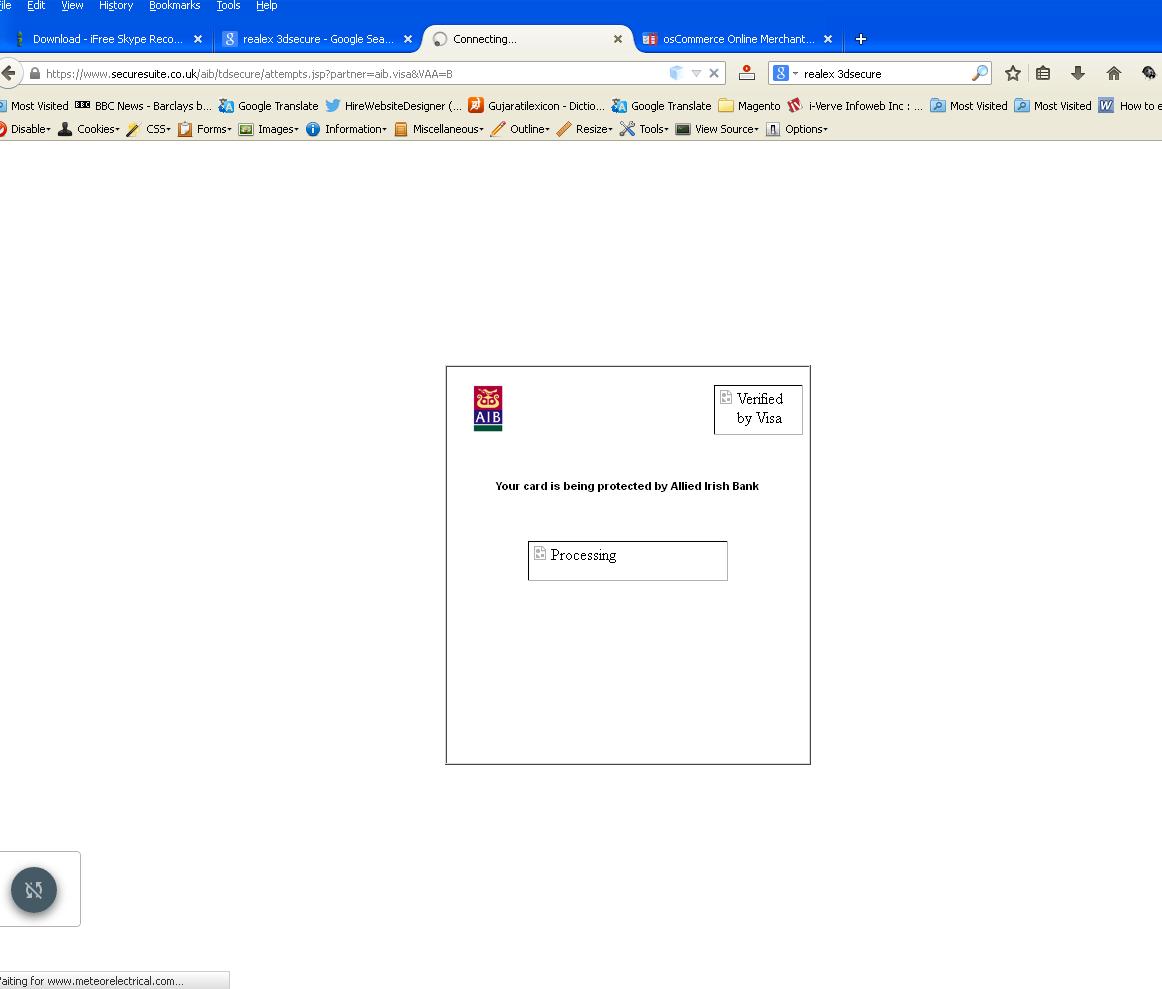 ile Edit View History Bookmarks Tools Help
Download - iFree Skype Reco... realex 3dsecure - Google Sea... Connecting... osCommerce Online Merchant...
https://www.securesuite.co.uk/aib/tdsecure/attempts.jsp?partner=aib.visa&VAA=B realex 3dsecure
Most Visited BBC BBC News - Barclays b... Google Translate HireWebsiteDesigner (... Gujaratilexicon - Dictio... Google Translate Magento i-Verve Infoweb Inc : ... Most Visited Most Visited How to e
Disable Cookies CSS Forms Images Information Miscellaneous Outline Resize Tools View Source Options
AIB
Verified
by Visa
Your card is being protected by Allied Irish Bank
Processing
aiting for www.meteorelectrical.com...